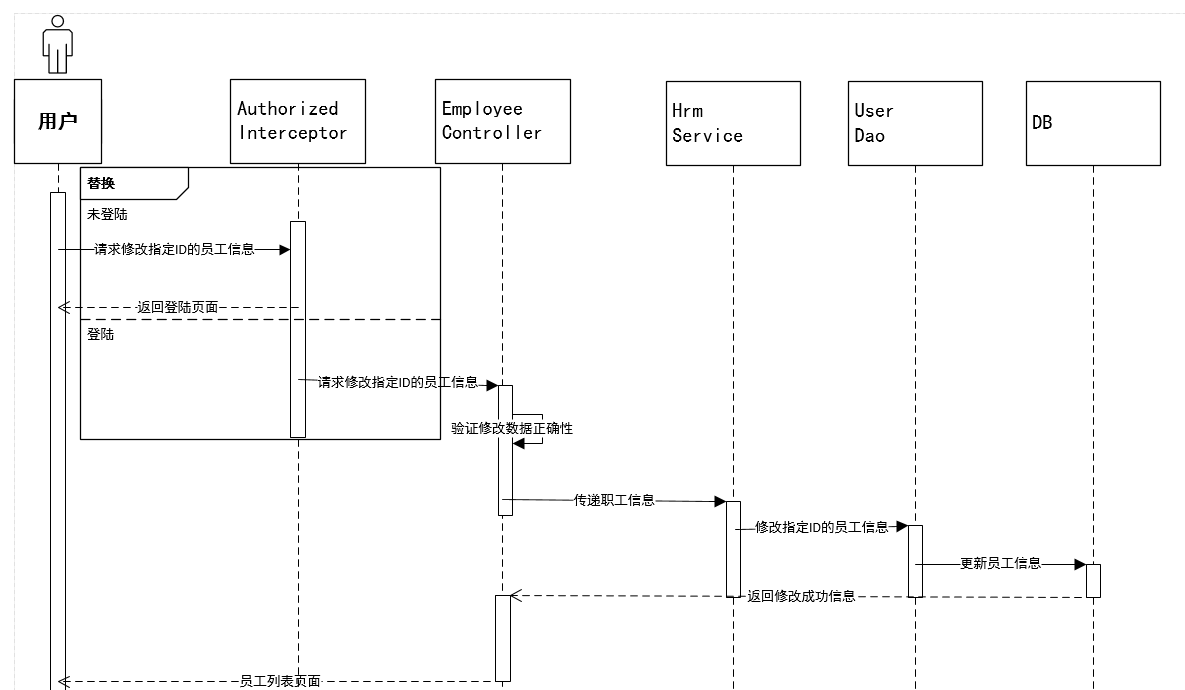 用户
Authorized
Interceptor
Employee
Controller
Hrm
Service
User
Dao
DB
替换
未登陆
请求修改指定ID的员工信息
返回登陆页面
登陆
请求修改指定ID的员工信息
验证修改数据正确性
传递职工信息
修改指定ID的员工信息
更新员工信息
返回修改成功信息
员工列表页面